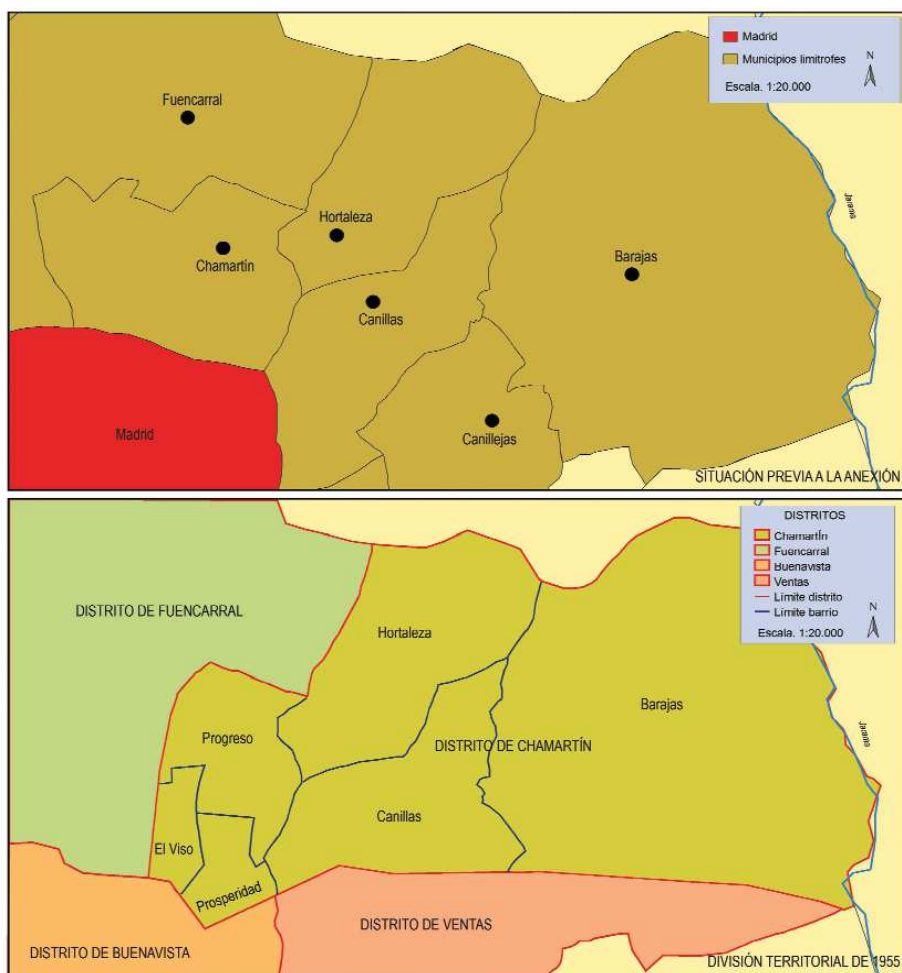 Madrid
Municipios limitrofes
Escala. 1:20.000
N
Fuencarral
Jarama
Hortaleza
Chamartín
Barajas
Canillas
Madrid
Canillejas
SITUACIÓN PREVIA A LA ANEXIÓN
DISTRITOS
Chamartín
Fuencarral
Buenavista
Ventas
Límite distrito
Límite barrio
Escala. 1:20.000
N
DISTRITO DE FUENCARRAL
Hortaleza
Barajas
Progreso
Jarama
DISTRITO DE CHAMARTÍN
Canillas
El Viso
Prosperidad
DISTRITO DE VENTAS
DISTRITO DE BUENAVISTA
DIVISIÓN TERRITORIAL DE 1955